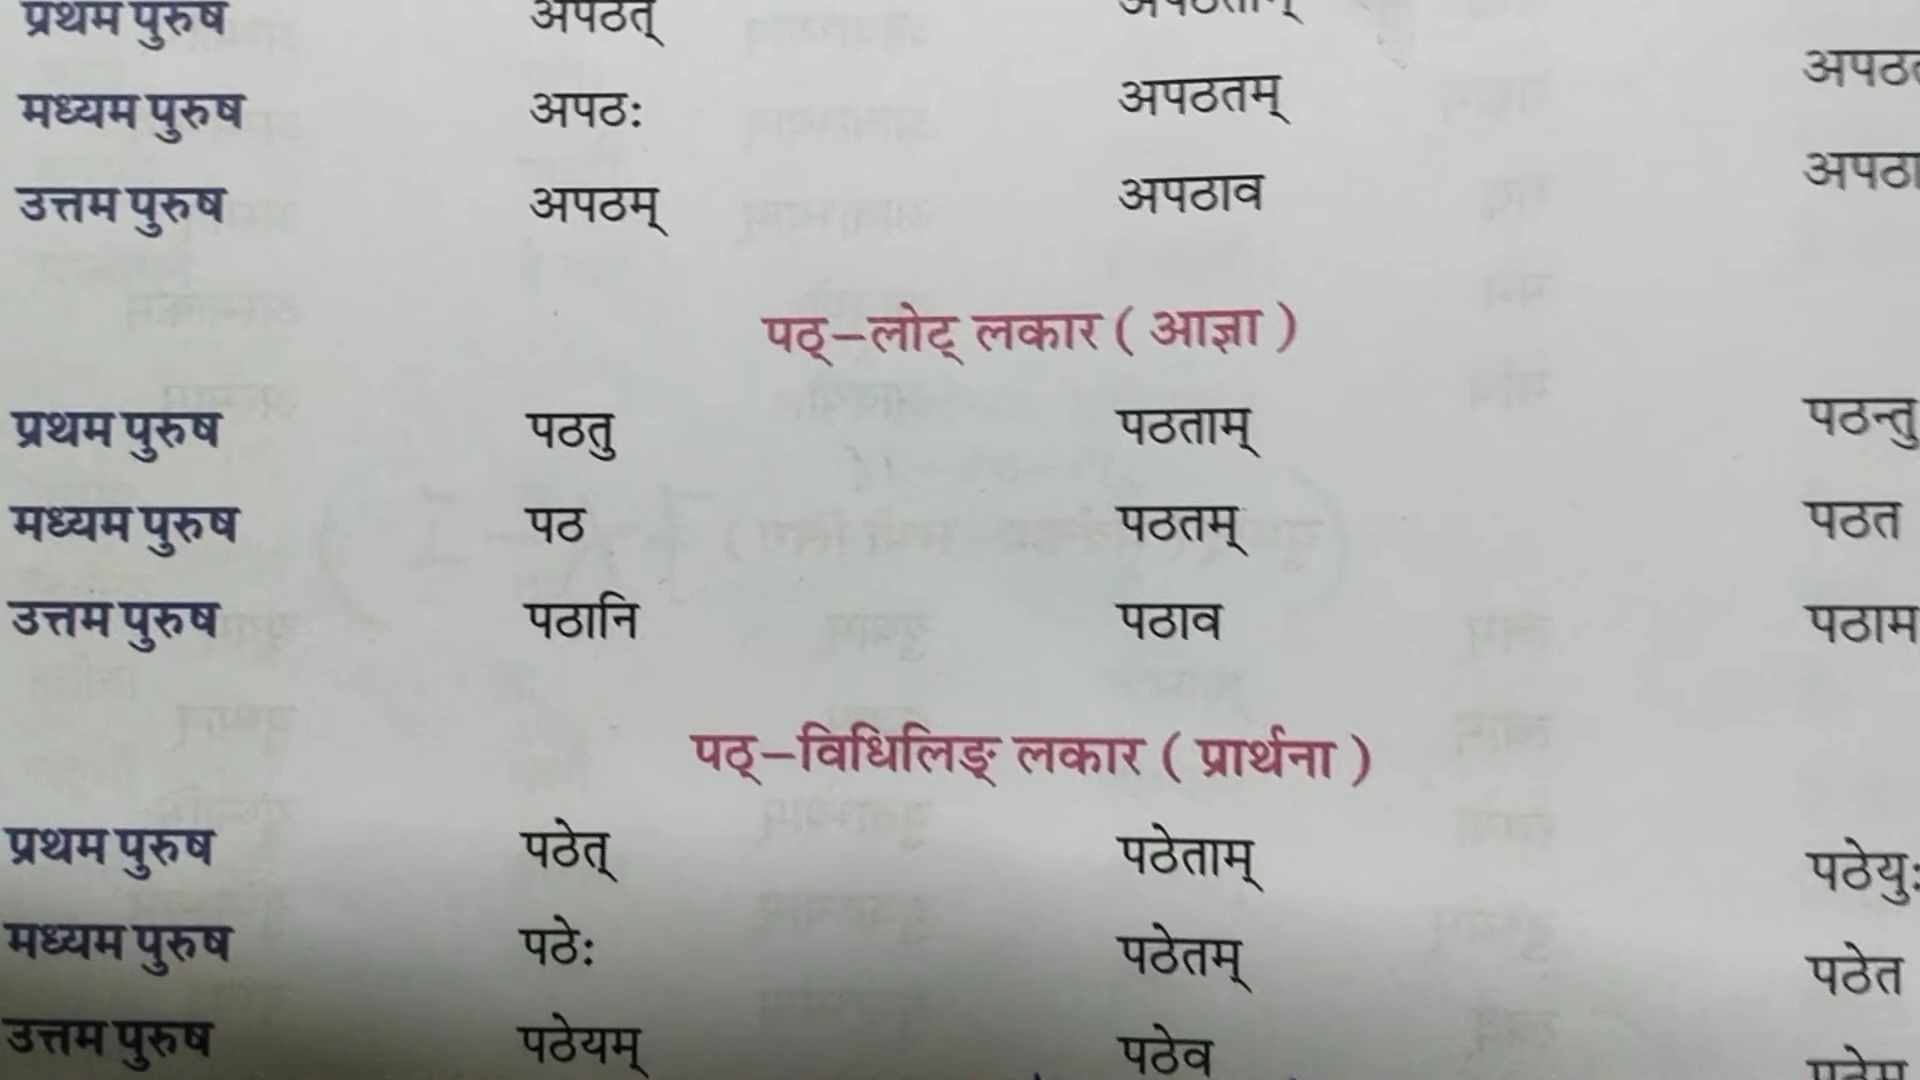 प्रथम पुरुष अपठत् अपठताम्
मध्यम पुरुष अपठः अपठतम्
उत्तम पुरुष अपठम् अपठाव
पठ्–लोट् लकार ( आज्ञा )
प्रथम पुरुष पठतु पठताम् पठन्तु
मध्यम पुरुष पठ पठतम् पठत
उत्तम पुरुष पठानि पठाव पठाम
पठ्–विधिलिङ् लकार ( प्रार्थना )
प्रथम पुरुष पठेत् पठेताम् पठेयुः
मध्यम पुरुष पठेः पठेतम् पठेत
उत्तम पुरुष पठेयम् पठेव